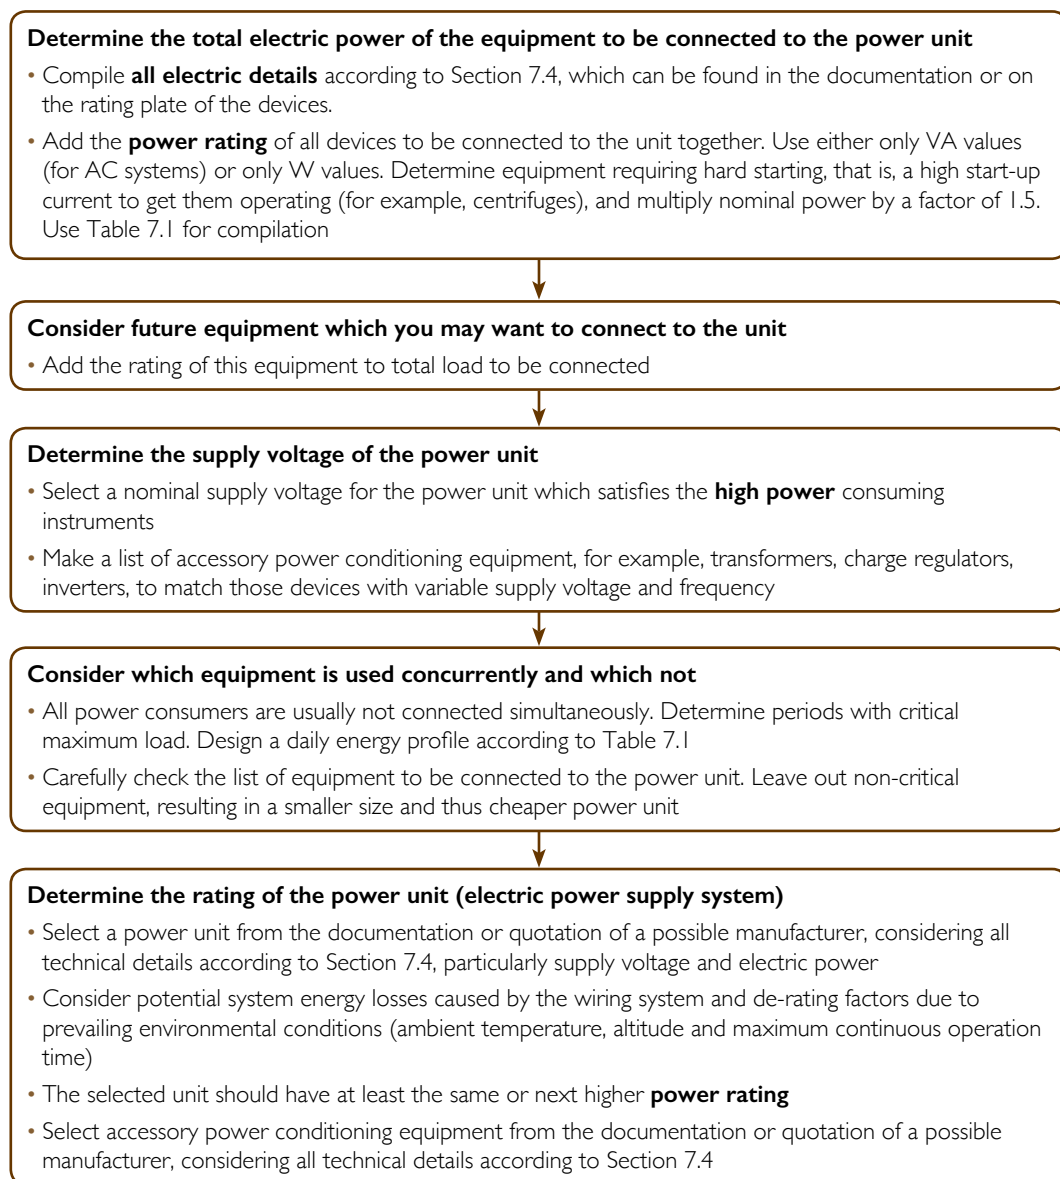 Determine the total electric power of the equipment to be connected to the power unit
• Compile all electric details according to Section 7.4, which can be found in the documentation or on
the rating plate of the devices.
• Add the power rating of all devices to be connected to the unit together. Use either only VA values
(for AC systems) or only W values. Determine equipment requiring hard starting, that is, a high start-up
current to get them operating (for example, centrifuges), and multiply nominal power by a factor of 1.5.
Use Table 7.1 for compilation
Consider future equipment which you may want to connect to the unit
• Add the rating of this equipment to total load to be connected
Determine the supply voltage of the power unit
• Select a nominal supply voltage for the power unit which satisfies the high power consuming
instruments
• Make a list of accessory power conditioning equipment, for example, transformers, charge regulators,
inverters, to match those devices with variable supply voltage and frequency
Consider which equipment is used concurrently and which not
• All power consumers are usually not connected simultaneously. Determine periods with critical
maximum load. Design a daily energy profile according to Table 7.1
• Carefully check the list of equipment to be connected to the power unit. Leave out non-critical
equipment, resulting in a smaller size and thus cheaper power unit
Determine the rating of the power unit (electric power supply system)
• Select a power unit from the documentation or quotation of a possible manufacturer, considering all
technical details according to Section 7.4, particularly supply voltage and electric power
• Consider potential system energy losses caused by the wiring system and de-rating factors due to
prevailing environmental conditions (ambient temperature, altitude and maximum continuous operation
time)
• The selected unit should have at least the same or next higher power rating
• Select accessory power conditioning equipment from the documentation or quotation of a possible
manufacturer, considering all technical details according to Section 7.4